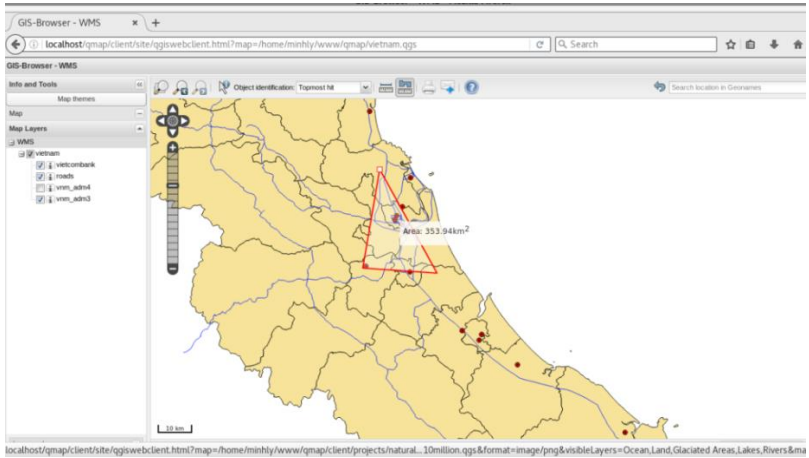 GIS-Browser - WMS
localhost/qmap/client/site/qgiswebclient.html?map=/home/minhly/www/qmap/vietnam.qgs
Search
GIS-Browser - WMS
Info and Tools
Object identification: Topmost hit
Search location in Geonames
Map themes
Map
Map Layers
WMS
vietnam
vietcombank
roads
vnm_adm4
vnm_adm3
Area: 353.94km²
10 km
localhost/qmap/client/site/qgiswebclient.html?map=/home/minhly/www/qmap/client/projects/natural... 10million.qgs&format=image/png&visibleLayers=Ocean,Land,Glaciated Areas,Lakes,Rivers&ma